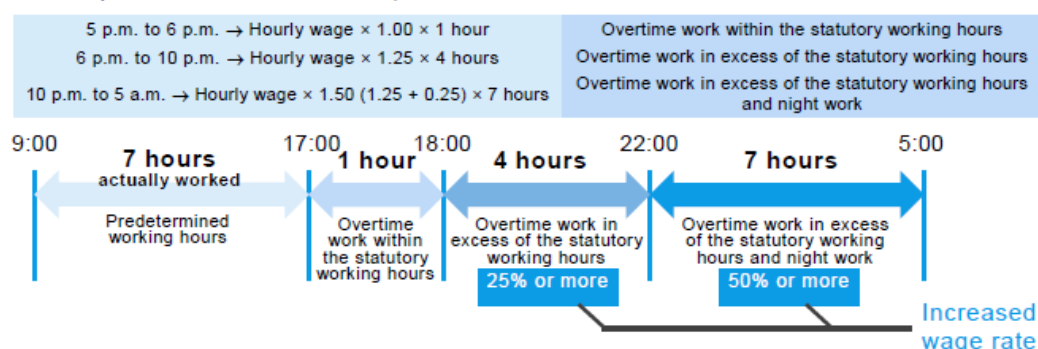 5 p.m. to 6 p.m. → Hourly wage × 1.00 × 1 hour
Overtime work within the statutory working hours
6 p.m. to 10 p.m. → Hourly wage × 1.25 × 4 hours
Overtime work in excess of the statutory working hours
10 p.m. to 5 a.m. → Hourly wage × 1.50 (1.25 + 0.25) × 7 hours
Overtime work in excess of the statutory working hours
and night work
9:00
17:00
18:00
22:00
5:00
7 hours
actually worked
1 hour
4 hours
7 hours
Predetermined
working hours
Overtime
work within
the statutory
working hours
Overtime work in
excess of the statutory
working hours
25% or more
Overtime work in excess
of the statutory working
hours and night work
50% or more
Increased
wage rate